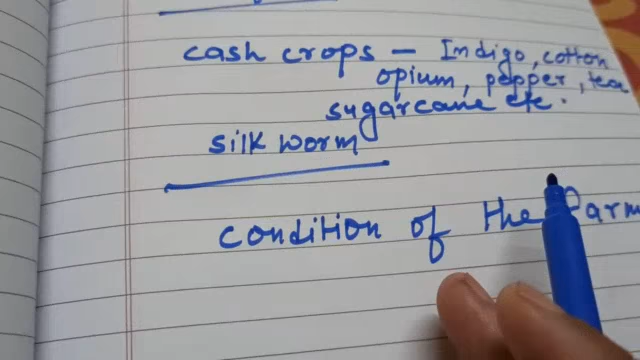 cash crops – Indigo, cotton
opium, pepper, tea
sugarcane etc.
silk worm
condition of the